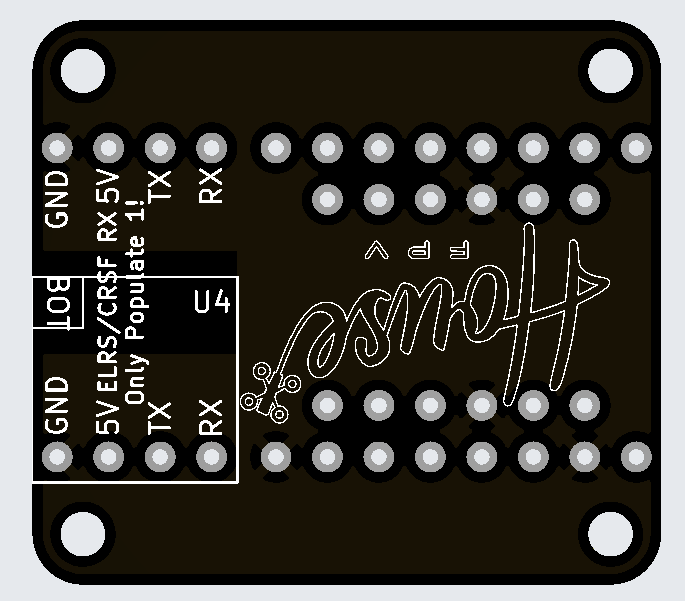 GND
5V
TX
RX
ELRS/CRSF RX
Only Populate 1!
BOT
U4
FPV
House
GND
5V
TX
RX